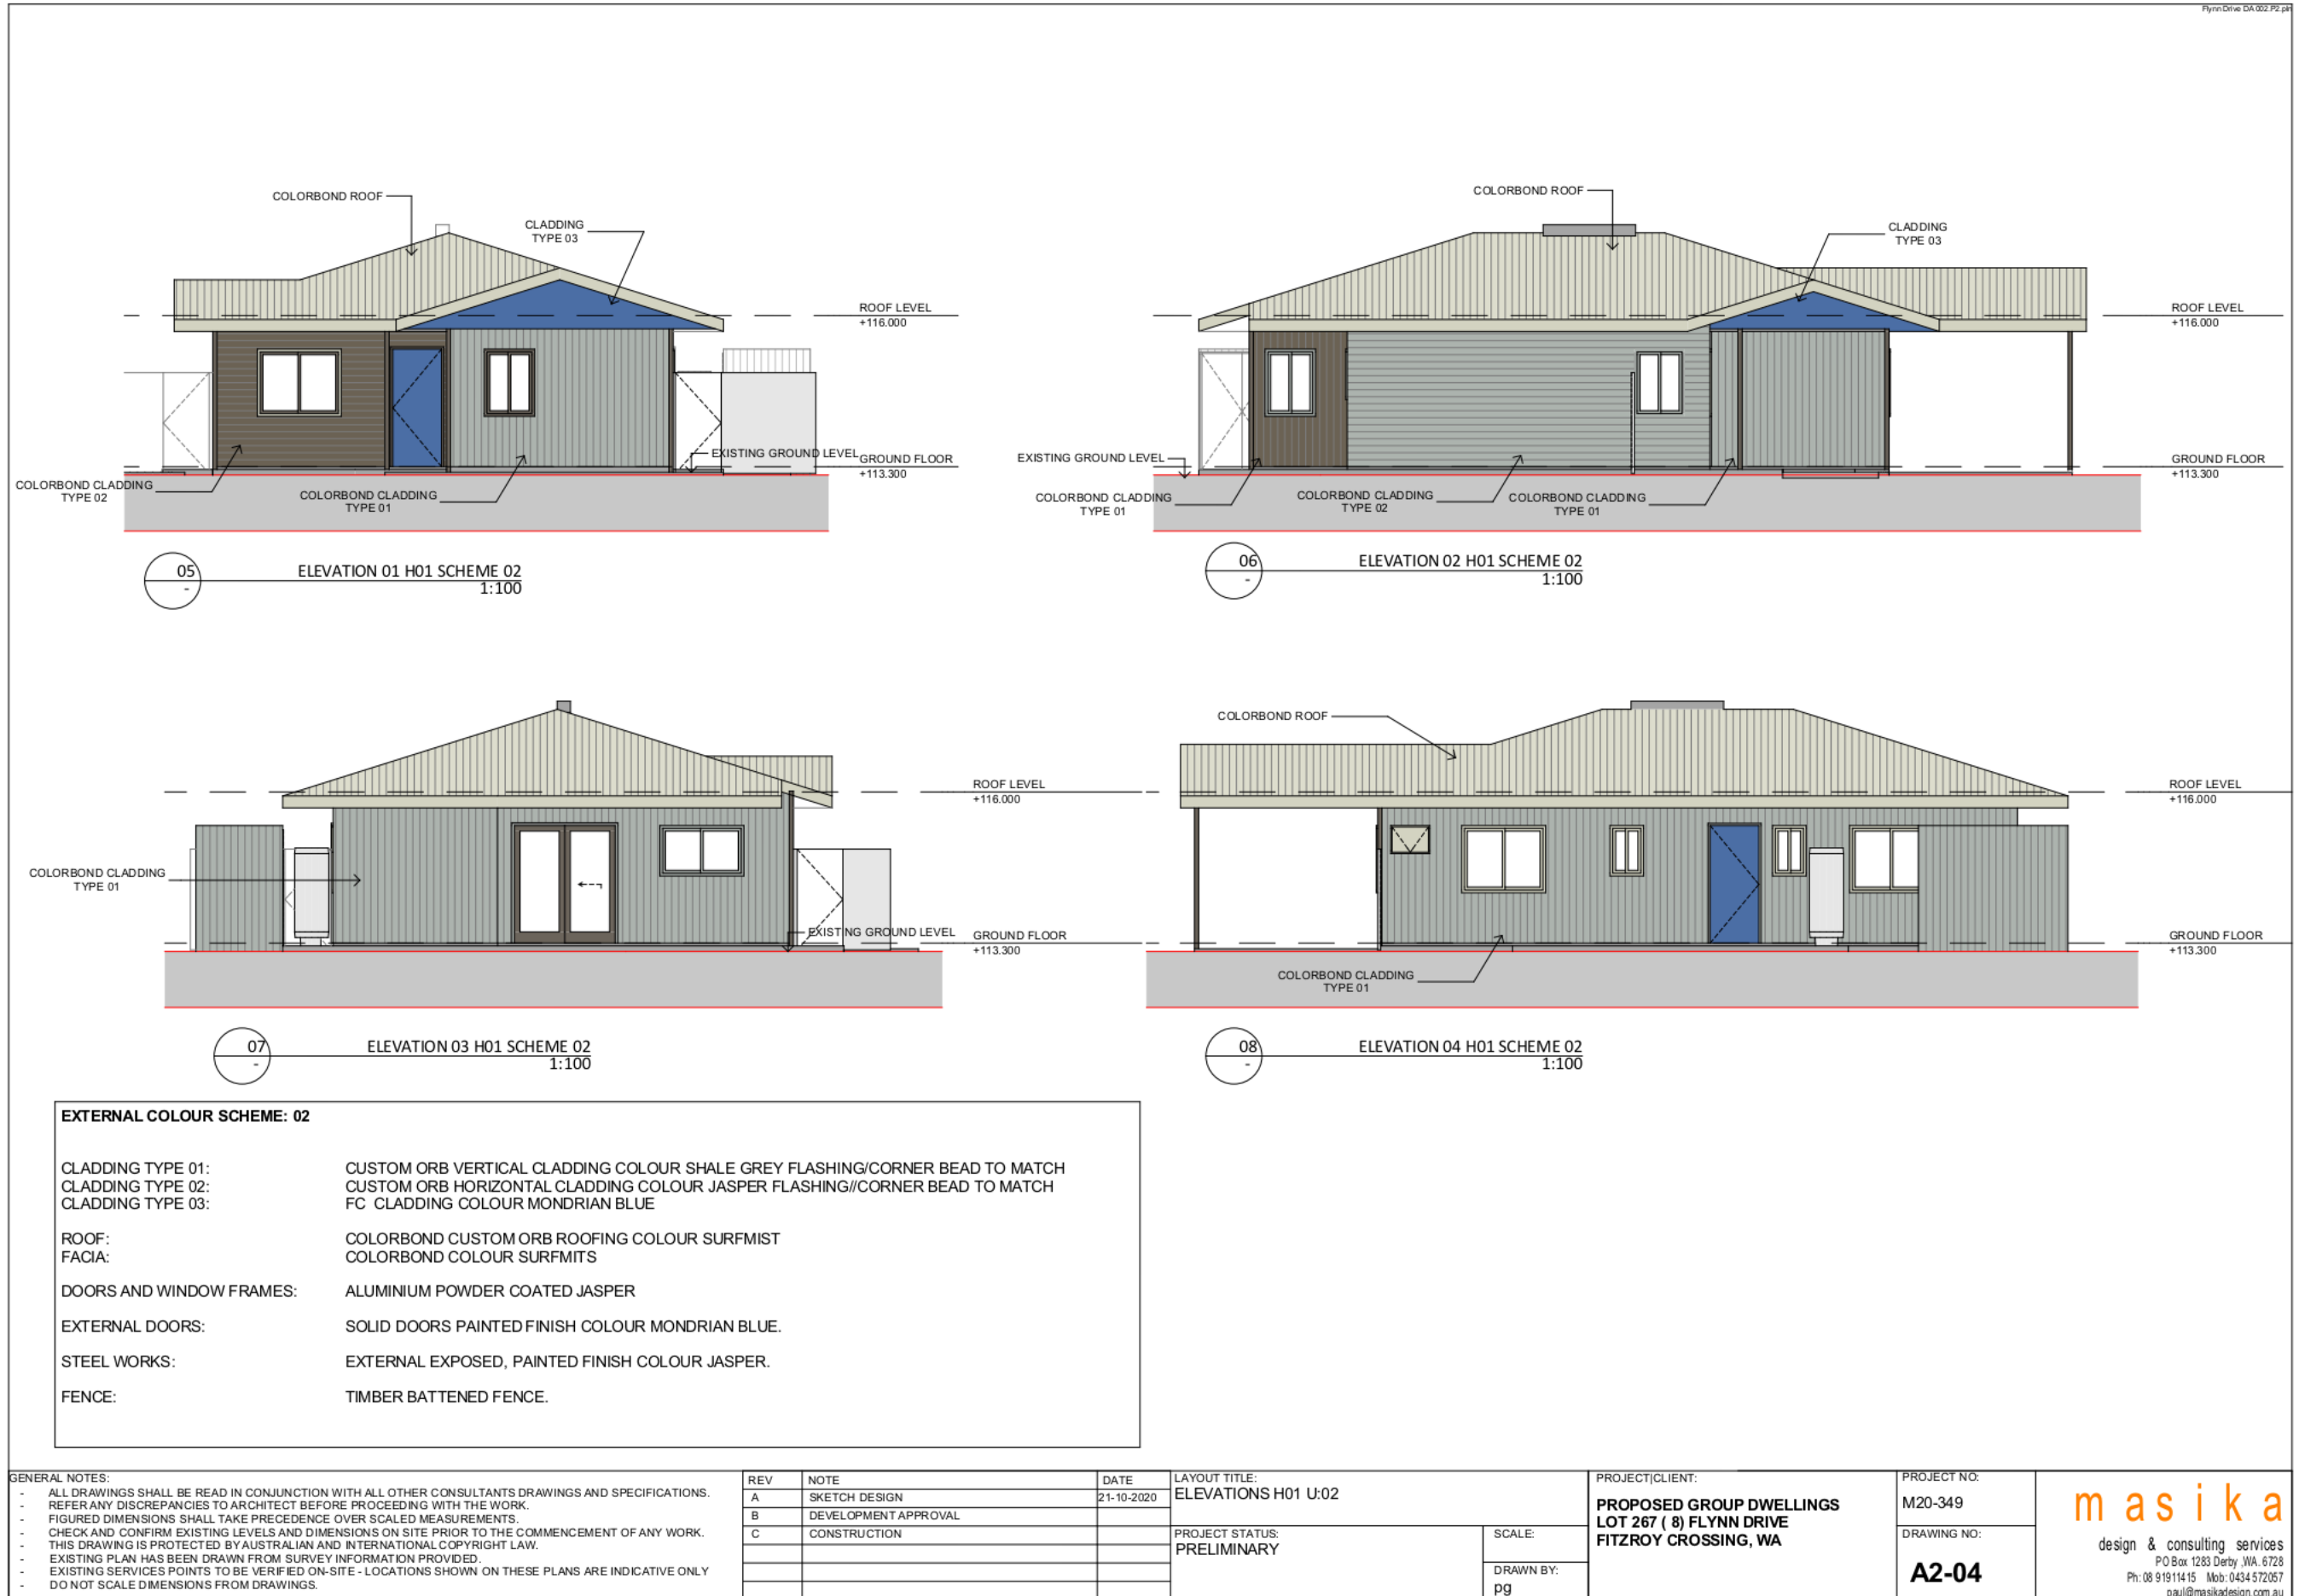 FlynnDrive DA 002.P2.pln
COLORBOND ROOF
CLADDING
TYPE 03
ROOF LEVEL
+116.000
EXISTING GROUND LEVEL
GROUND FLOOR
+113.300
COLORBOND CLADDING
TYPE 02
COLORBOND CLADDING
TYPE 01
05
-
ELEVATION 01 H01 SCHEME 02
1:100
COLORBOND ROOF
CLADDING
TYPE 03
ROOF LEVEL
+116.000
EXISTING GROUND LEVEL
GROUND FLOOR
+113.300
COLORBOND CLADDING
TYPE 01
COLORBOND CLADDING
TYPE 02
COLORBOND CLADDING
TYPE 01
06
-
ELEVATION 02 H01 SCHEME 02
1:100
ROOF LEVEL
+116.000
COLORBOND CLADDING
TYPE 01
EXISTING GROUND LEVEL
GROUND FLOOR
+113.300
07
-
ELEVATION 03 H01 SCHEME 02
1:100
COLORBOND ROOF
ROOF LEVEL
+116.000
GROUND FLOOR
+113.300
COLORBOND CLADDING
TYPE 01
08
-
ELEVATION 04 H01 SCHEME 02
1:100
EXTERNAL COLOUR SCHEME: 02
CLADDING TYPE 01: CUSTOM ORB VERTICAL CLADDING COLOUR SHALE GREY FLASHING/CORNER BEAD TO MATCH
CLADDING TYPE 02: CUSTOM ORB HORIZONTAL CLADDING COLOUR JASPER FLASHING//CORNER BEAD TO MATCH
CLADDING TYPE 03: FC CLADDING COLOUR MONDRIAN BLUE
ROOF: COLORBOND CUSTOM ORB ROOFING COLOUR SURFMIST
FACIA: COLORBOND COLOUR SURFMITS
DOORS AND WINDOW FRAMES: ALUMINIUM POWDER COATED JASPER
EXTERNAL DOORS: SOLID DOORS PAINTED FINISH COLOUR MONDRIAN BLUE.
STEEL WORKS: EXTERNAL EXPOSED, PAINTED FINISH COLOUR JASPER.
FENCE: TIMBER BATTENED FENCE.
GENERAL NOTES:
- ALL DRAWINGS SHALL BE READ IN CONJUNCTION WITH ALL OTHER CONSULTANTS DRAWINGS AND SPECIFICATIONS.
- REFER ANY DISCREPANCIES TO ARCHITECT BEFORE PROCEEDING WITH THE WORK.
- FIGURED DIMENSIONS SHALL TAKE PRECEDENCE OVER SCALED MEASUREMENTS.
- CHECK AND CONFIRM EXISTING LEVELS AND DIMENSIONS ON SITE PRIOR TO THE COMMENCEMENT OF ANY WORK.
- THIS DRAWING IS PROTECTED BY AUSTRALIAN AND INTERNATIONAL COPYRIGHT LAW.
- EXISTING PLAN HAS BEEN DRAWN FROM SURVEY INFORMATION PROVIDED.
- EXISTING SERVICES POINTS TO BE VERIFIED ON-SITE - LOCATIONS SHOWN ON THESE PLANS ARE INDICATIVE ONLY
- DO NOT SCALE DIMENSIONS FROM DRAWINGS.
REV NOTE DATE
A SKETCH DESIGN 21-10-2020
B DEVELOPMENT APPROVAL
C CONSTRUCTION
LAYOUT TITLE:
ELEVATIONS H01 U:02
PROJECT STATUS:
PRELIMINARY
SCALE:
DRAWN BY:
pg
PROJECT|CLIENT:
PROPOSED GROUP DWELLINGS
LOT 267 ( 8) FLYNN DRIVE
FITZROY CROSSING, WA
PROJECT NO:
M20-349
DRAWING NO:
A2-04
masika
design & consulting services
PO Box 1283 Derby ,WA. 6728
Ph: 08 91911415 Mob: 0434 572057
paul@masikadesign.com.au